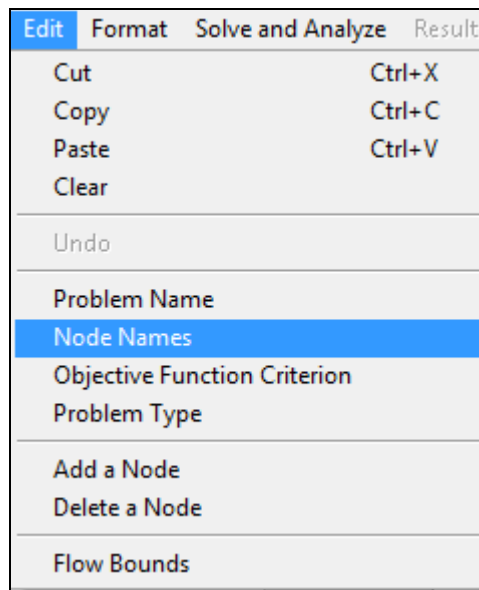 Edit Format Solve and Analyze Result
Cut Ctrl+X
Copy Ctrl+C
Paste Ctrl+V
Clear
Undo
Problem Name
Node Names
Objective Function Criterion
Problem Type
Add a Node
Delete a Node
Flow Bounds